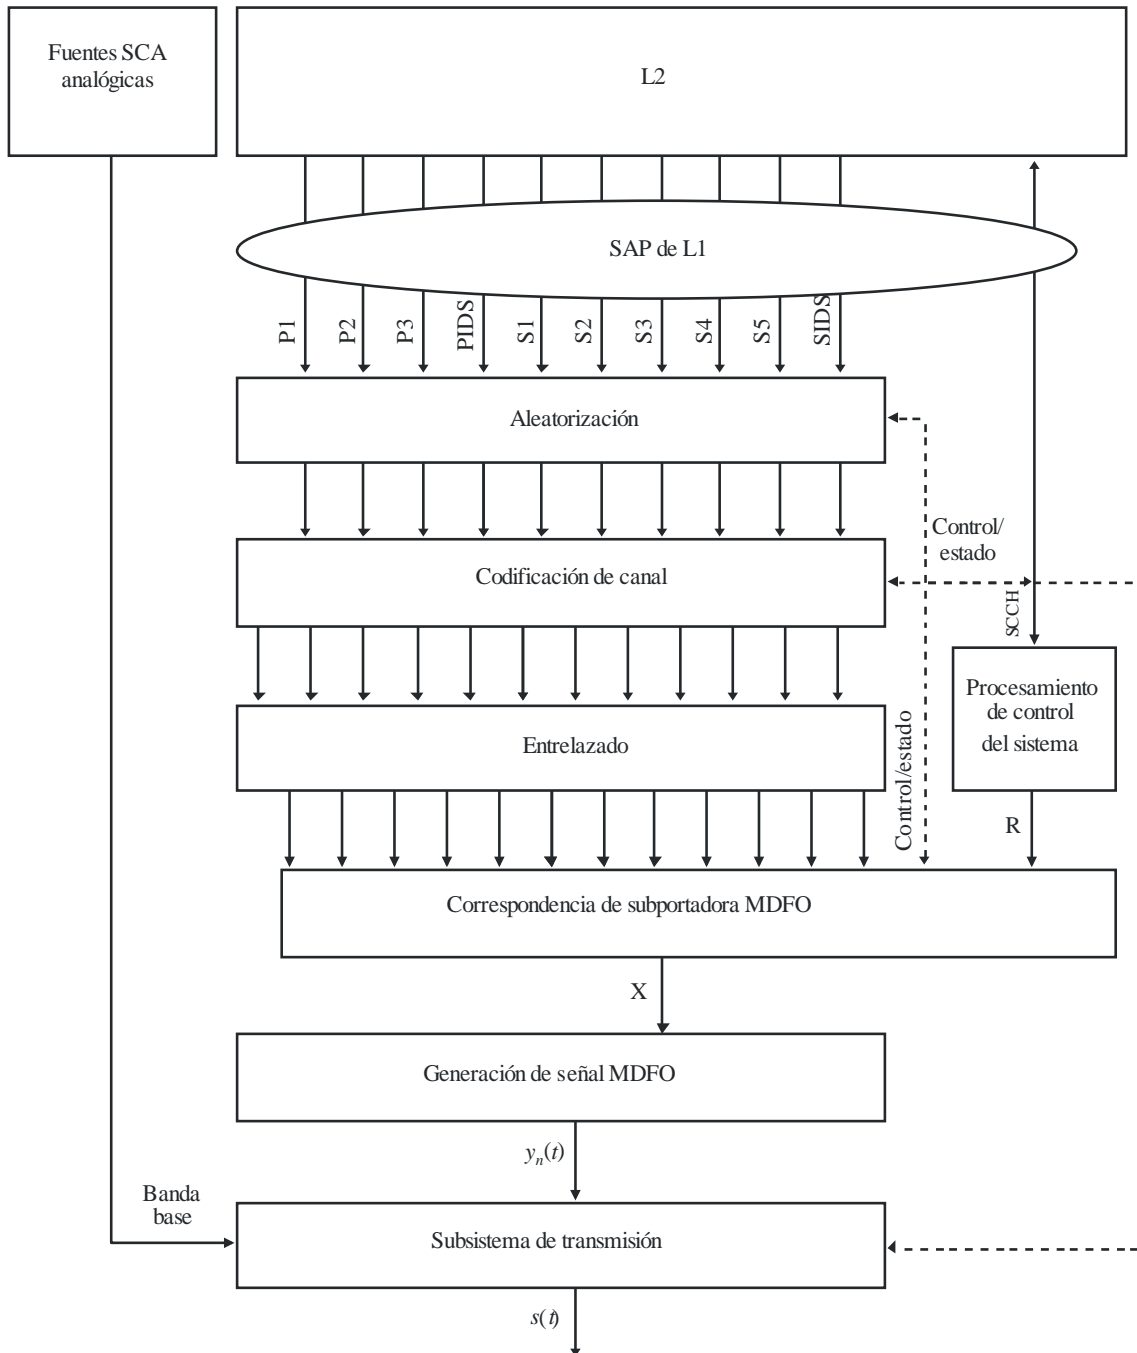 Fuentes SCA
analógicas
L2
SAP de L1
P1
P2
P3
PIDS
S1
S2
S3
S4
S5
SIDS
Aleatorización
Control/
estado
Codificación de canal
SCCH
Procesamiento
de control
del sistema
Entrelazado
Control/estado
R
Correspondencia de subportadora MDFO
X
Generación de señal MDFO
yn(t)
Banda
base
Subsistema de transmisión
s(t)